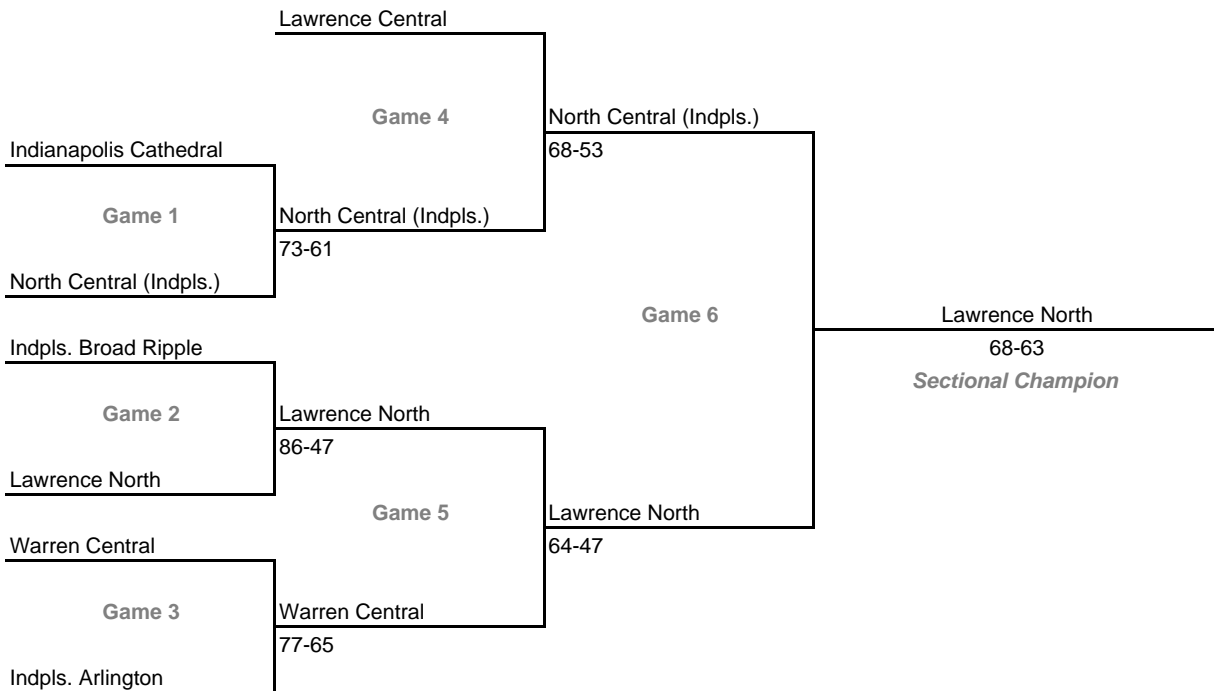 Lawrence Central
Game 4
North Central (Indpls.)
Indianapolis Cathedral
68-53
Game 1
North Central (Indpls.)
73-61
North Central (Indpls.)
Game 6
Lawrence North
Indpls. Broad Ripple
68-63
Sectional Champion
Game 2
Lawrence North
86-47
Lawrence North
Game 5
Lawrence North
Warren Central
64-47
Game 3
Warren Central
77-65
Indpls. Arlington